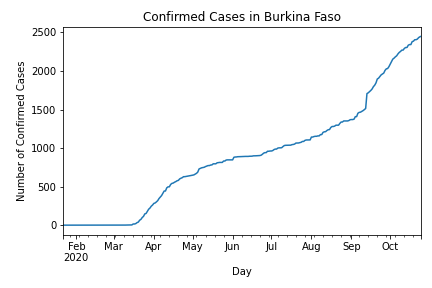 Confirmed Cases in Burkina Faso
Number of Confirmed Cases
2500
2000
1500
1000
500
0
Feb Mar Apr May Jun Jul Aug Sep Oct
2020
Day